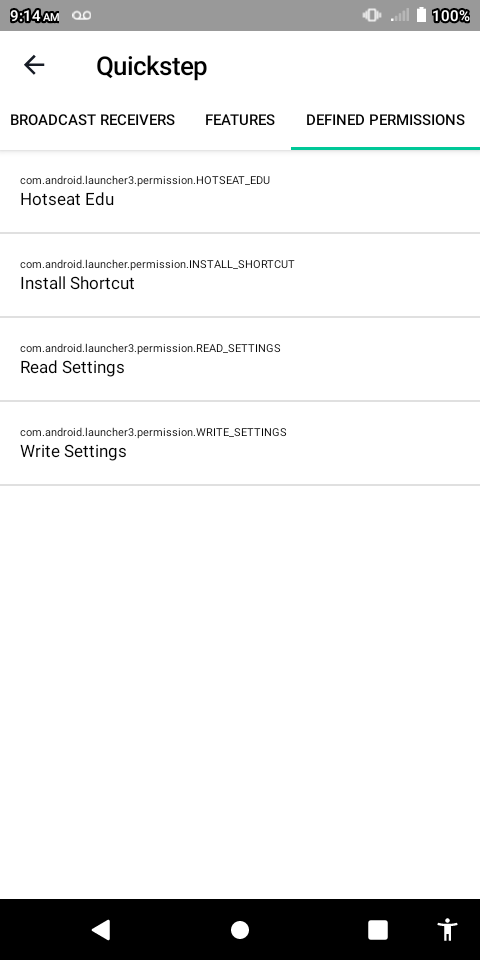 9:14 AM 100%
Quickstep
BROADCAST RECEIVERS FEATURES DEFINED PERMISSIONS
com.android.launcher3.permission.HOTSEAT_EDU
Hotseat Edu
com.android.launcher.permission.INSTALL_SHORTCUT
Install Shortcut
com.android.launcher3.permission.READ_SETTINGS
Read Settings
com.android.launcher3.permission.WRITE_SETTINGS
Write Settings